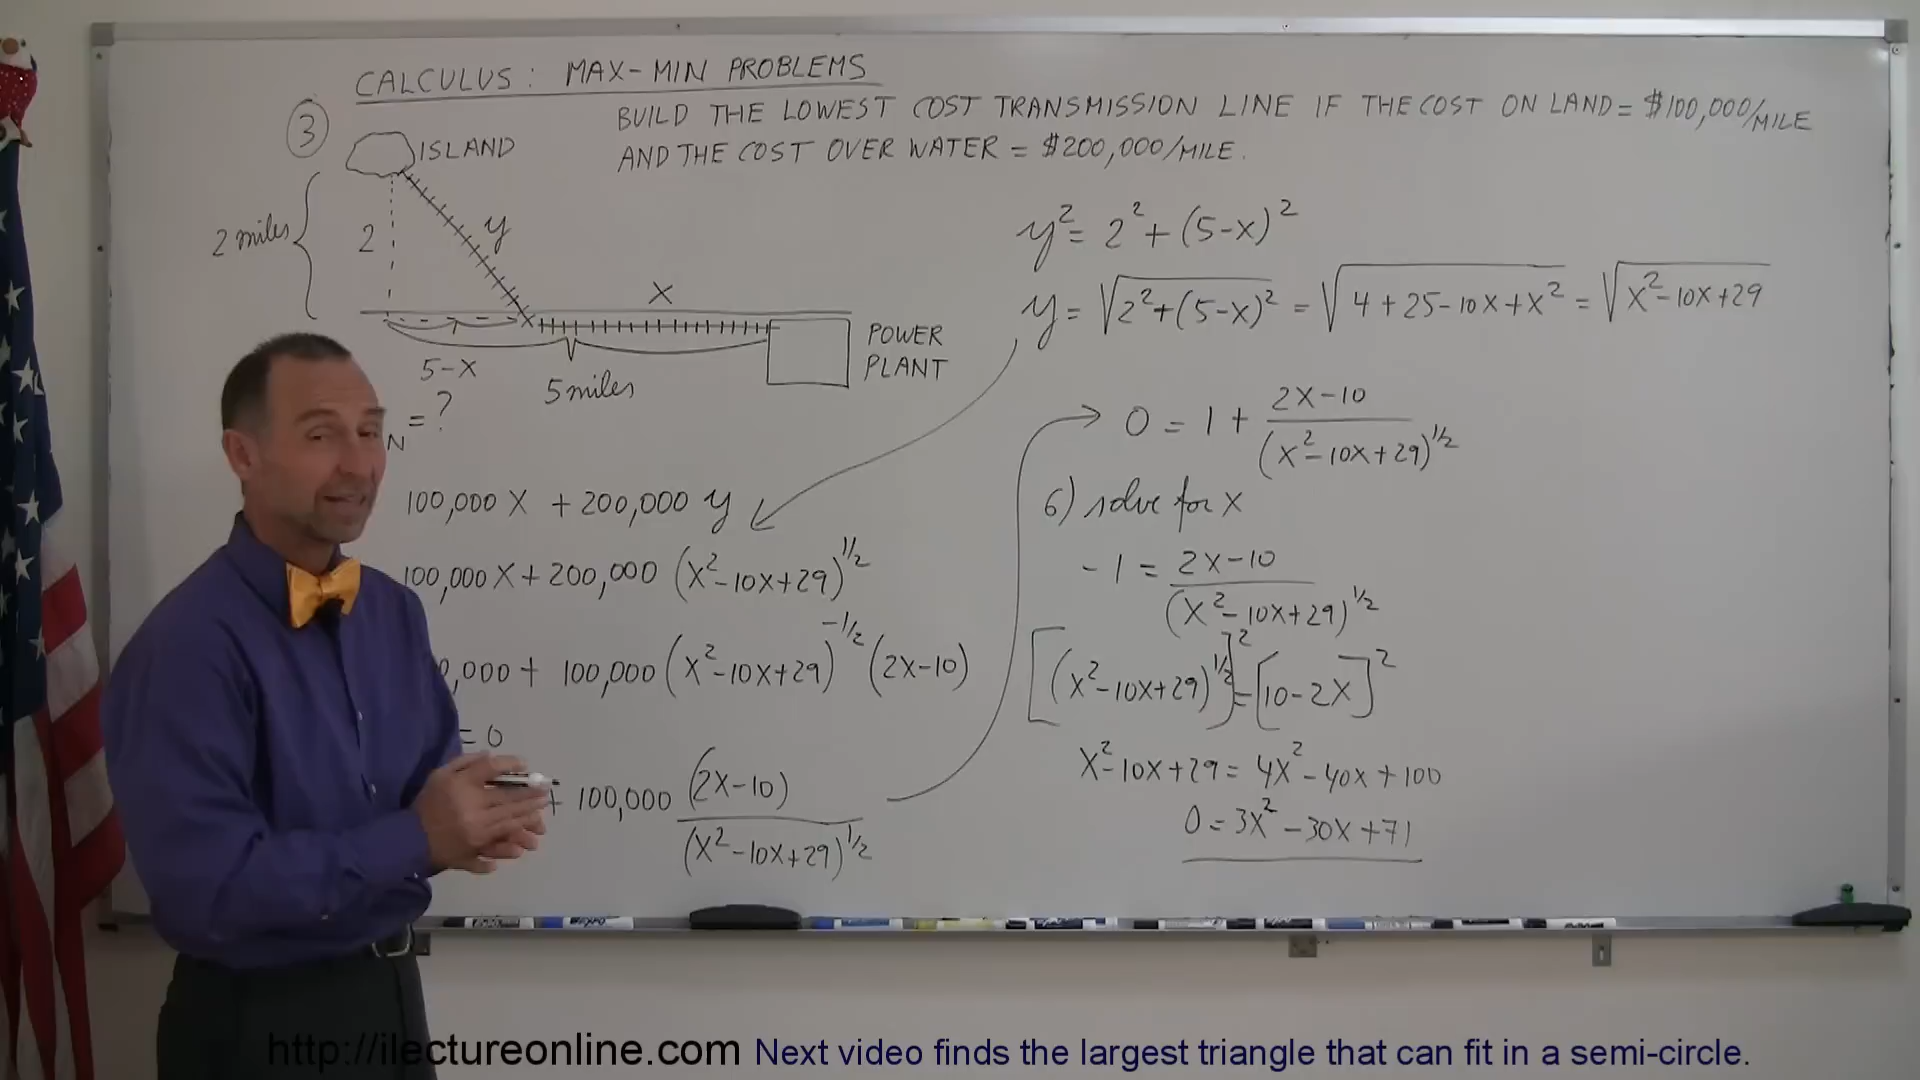 CALCULUS: MAX-MIN PROBLEMS
③
BUILD THE LOWEST COST TRANSMISSION LINE IF THE COST ON LAND = $100,000/MILE
AND THE COST OVER WATER = $200,000/MILE.
ISLAND
2 miles
2
y
x
POWER
PLANT
5-x
5 miles
N = ?
100,000 x + 200,000 y
100,000 x + 200,000 (x²-10x+29)^1/2
0,000 + 100,000 (x²-10x+29)^-1/2 (2x-10)
= 0
+ 100,000 (2x-10)
(x²-10x+29)^1/2
y² = 2² + (5-x)²
y = √(2²+(5-x)²) = √(4+25-10x+x²) = √(x²-10x+29)
0 = 1 + (2x-10)/(x²-10x+29)^1/2
6) solve for x
-1 = (2x-10)/(x²-10x+29)^1/2
[(x²-10x+29)^1/2]² = [10-2x]²
x²-10x+29 = 4x²-40x+100
0 = 3x²-30x+71
EXPO
http://ilectureonline.com Next video finds the largest triangle that can fit in a semi-circle.